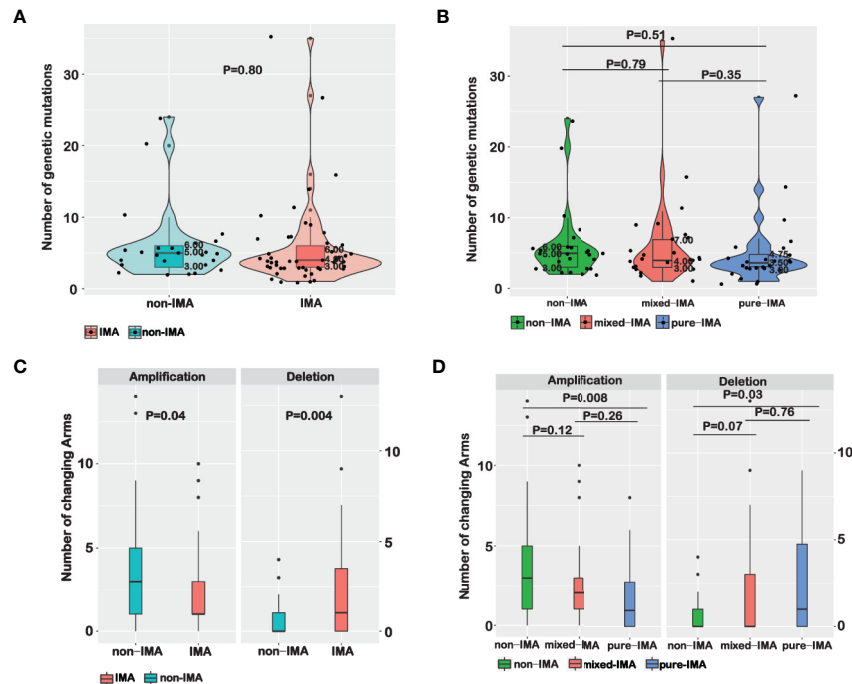 A
Number of genetic mutations
30
20
10
0
P=0.80
6.00
5.00
3.00
6.00
3.00
non–IMA
IMA
IMA
non–IMA
B
Number of genetic mutations
30
20
10
0
P=0.51
P=0.79
P=0.35
6.00
5.00
3.00
7.00
4.00
3.00
4.75
3.50
3.00
non–IMA
mixed–IMA
pure–IMA
non–IMA
mixed–IMA
pure–IMA
C
Amplification
Deletion
Number of changing Arms
10
5
0
P=0.04
P=0.004
10
5
0
non–IMA
IMA
non–IMA
IMA
IMA
non–IMA
D
Amplification
Deletion
Number of changing Arms
10
5
0
P=0.008
P=0.26
P=0.12
P=0.03
P=0.76
P=0.07
10
5
0
non–IMA
mixed–IMA
pure–IMA
non–IMA
mixed–IMA
pure–IMA
non–IMA
mixed-IMA
pure-IMA